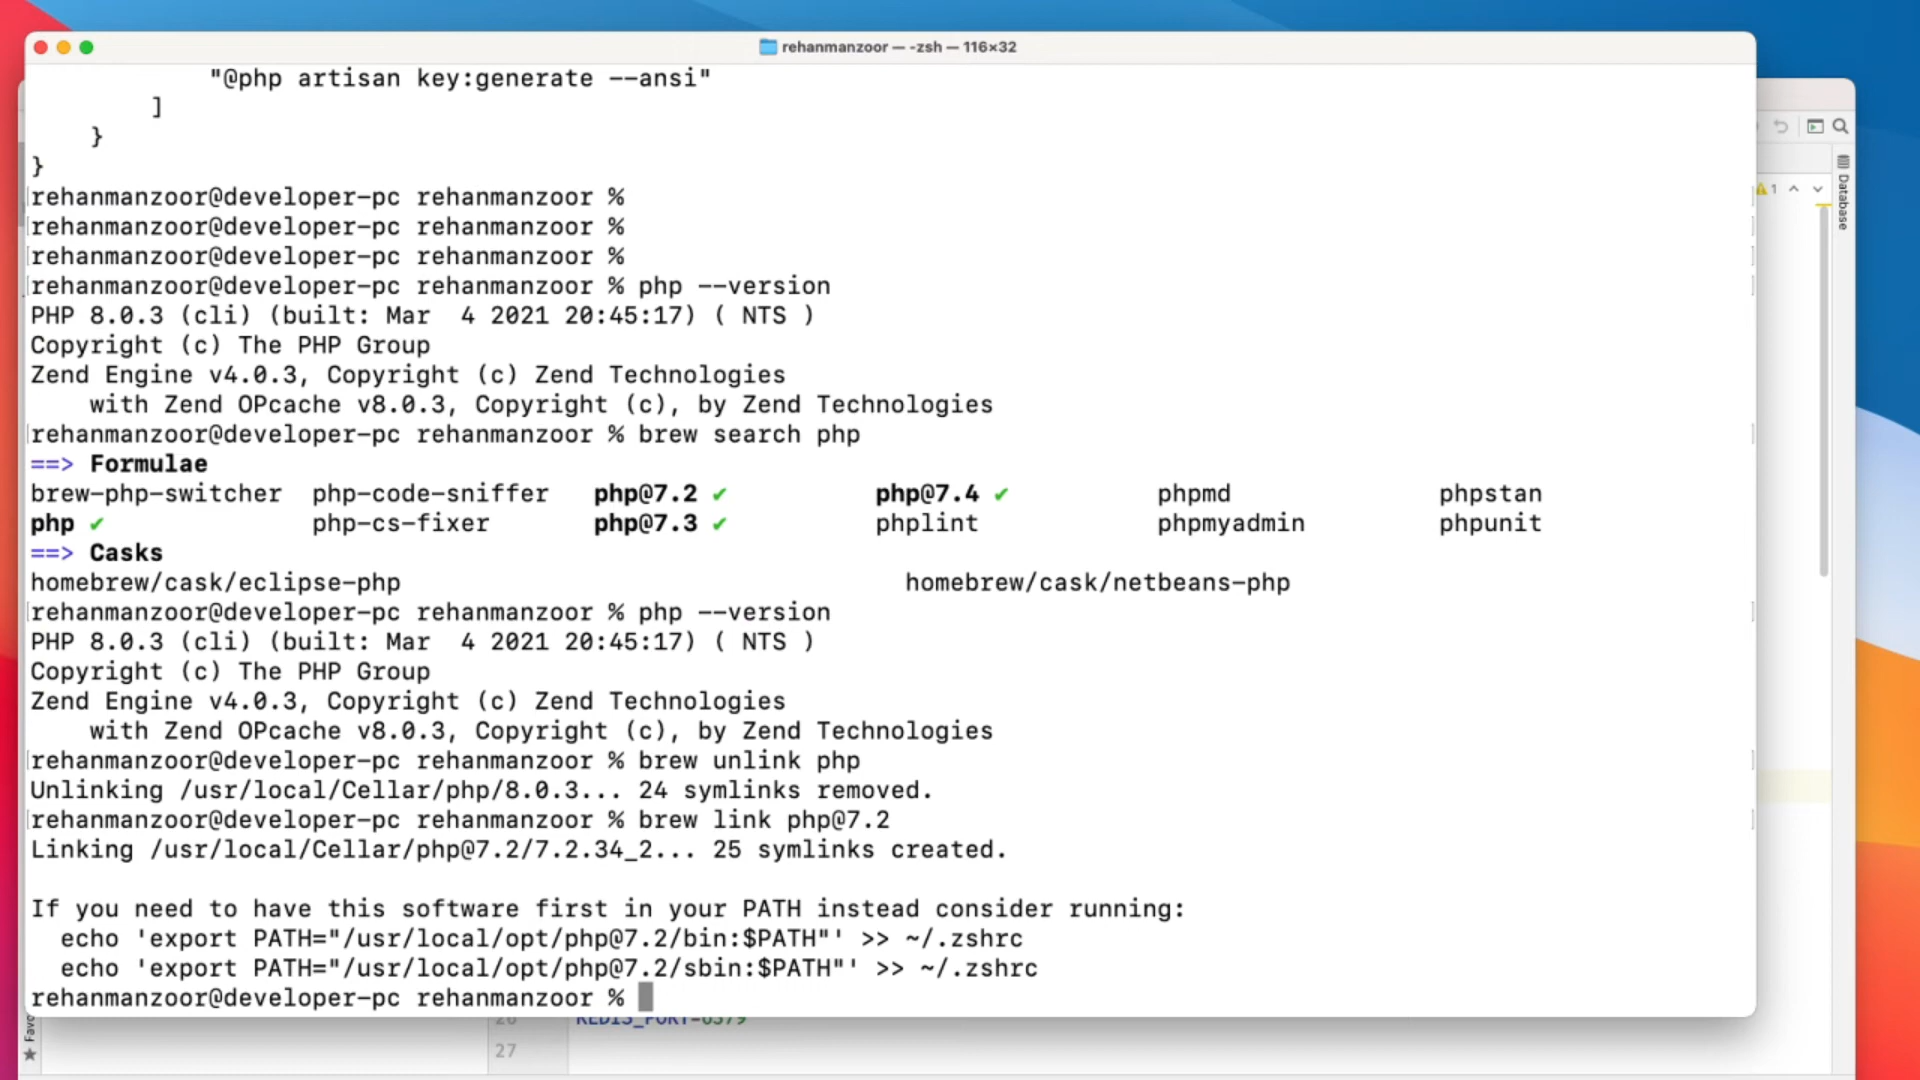 rehanmanzoor — -zsh — 116×32
"@php artisan key:generate --ansi"
]
}
}
rehanmanzoor@developer-pc rehanmanzoor %
rehanmanzoor@developer-pc rehanmanzoor %
rehanmanzoor@developer-pc rehanmanzoor %
rehanmanzoor@developer-pc rehanmanzoor % php --version
PHP 8.0.3 (cli) (built: Mar  4 2021 20:45:17) ( NTS )
Copyright (c) The PHP Group
Zend Engine v4.0.3, Copyright (c) Zend Technologies
with Zend OPcache v8.0.3, Copyright (c), by Zend Technologies
rehanmanzoor@developer-pc rehanmanzoor % brew search php
==> Formulae
brew-php-switcher php-code-sniffer php@7.2 ✔ php@7.4 ✔ phpmd phpstan
php ✔ php-cs-fixer php@7.3 ✔ phplint phpmyadmin phpunit
==> Casks
homebrew/cask/eclipse-php homebrew/cask/netbeans-php
rehanmanzoor@developer-pc rehanmanzoor % php --version
PHP 8.0.3 (cli) (built: Mar  4 2021 20:45:17) ( NTS )
Copyright (c) The PHP Group
Zend Engine v4.0.3, Copyright (c) Zend Technologies
with Zend OPcache v8.0.3, Copyright (c), by Zend Technologies
rehanmanzoor@developer-pc rehanmanzoor % brew unlink php
Unlinking /usr/local/Cellar/php/8.0.3... 24 symlinks removed.
rehanmanzoor@developer-pc rehanmanzoor % brew link php@7.2
Linking /usr/local/Cellar/php@7.2/7.2.34_2... 25 symlinks created.
If you need to have this software first in your PATH instead consider running:
echo 'export PATH="/usr/local/opt/php@7.2/bin:$PATH"' >> ~/.zshrc
echo 'export PATH="/usr/local/opt/php@7.2/sbin:$PATH"' >> ~/.zshrc
rehanmanzoor@developer-pc rehanmanzoor %
1
Database
26 REDIS_PORT=6379
27